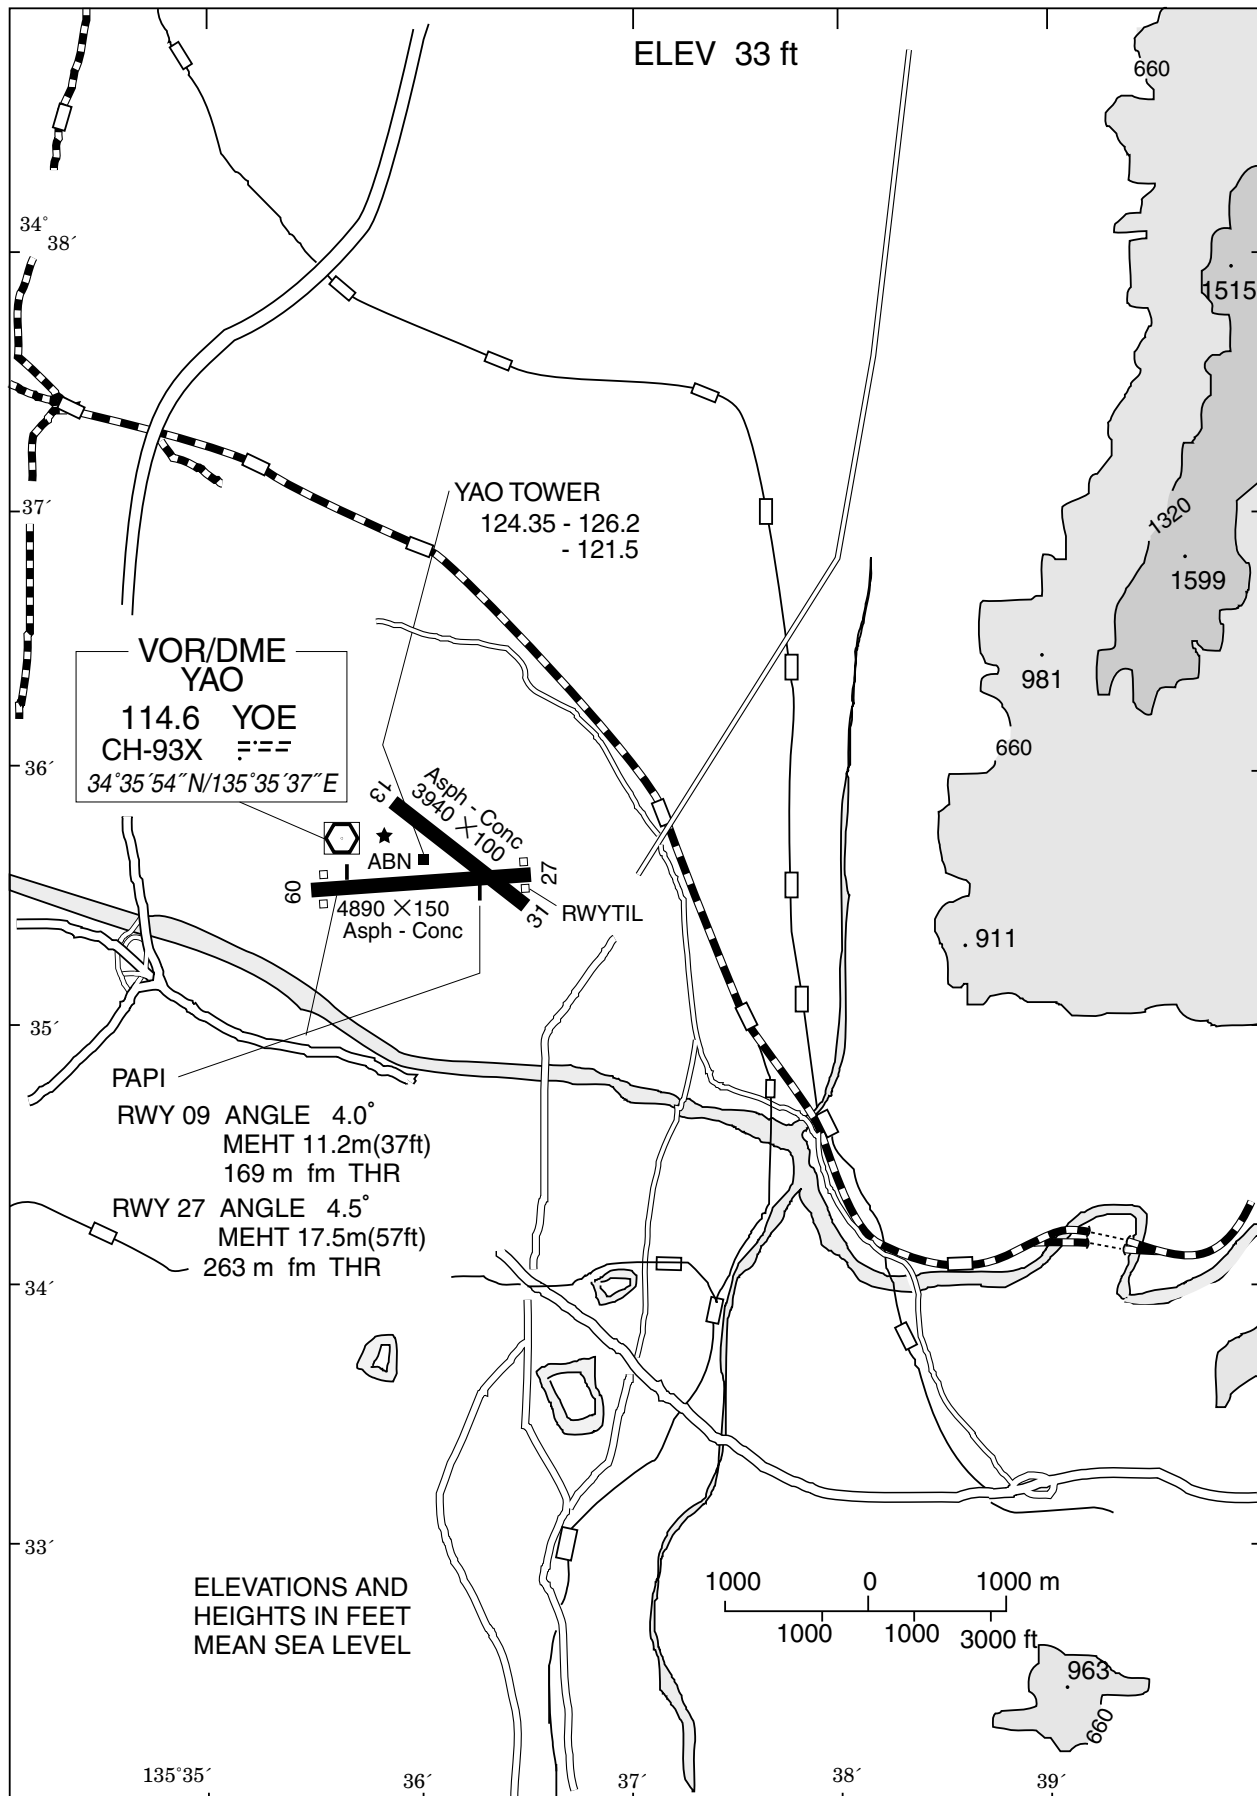 ELEV 33 ft
660
34°
38´
1515
37´
YAO TOWER
124.35 - 126.2
- 121.5
1320
1599
VOR/DME
YAO
114.6 YOE
CH-93X
34°35´54˝N/135°35´37˝E
981
660
36´
13
Asph - Conc
3940 ×100
ABN
27
09
4890 ×150
Asph - Conc
31
RWYTIL
. 911
35´
PAPI
RWY 09 ANGLE 4.0°
MEHT 11.2m(37ft)
169 m fm THR
RWY 27 ANGLE 4.5°
MEHT 17.5m(57ft)
263 m fm THR
34´
33´
ELEVATIONS AND
HEIGHTS IN FEET
MEAN SEA LEVEL
1000 0 1000 m
1000 1000 3000 ft
963
660
135°35´ 36´ 37´ 38´ 39´